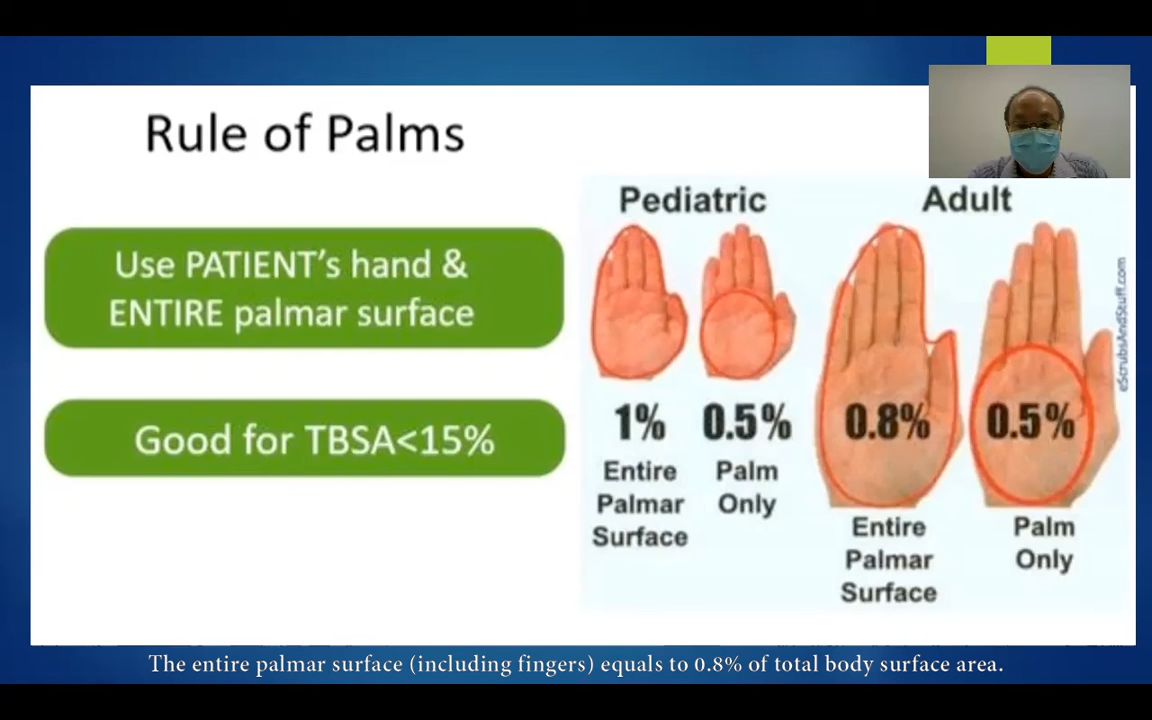 Rule of Palms
Use PATIENT's hand &
ENTIRE palmar surface
Good for TBSA<15%
Pediatric
Adult
1%
0.5%
0.8%
0.5%
Entire
Palmar
Surface
Palm
Only
Entire
Palmar
Surface
Palm
Only
eScrubsAndStuff.com
The entire palmar surface (including fingers) equals to 0.8% of total body surface area.